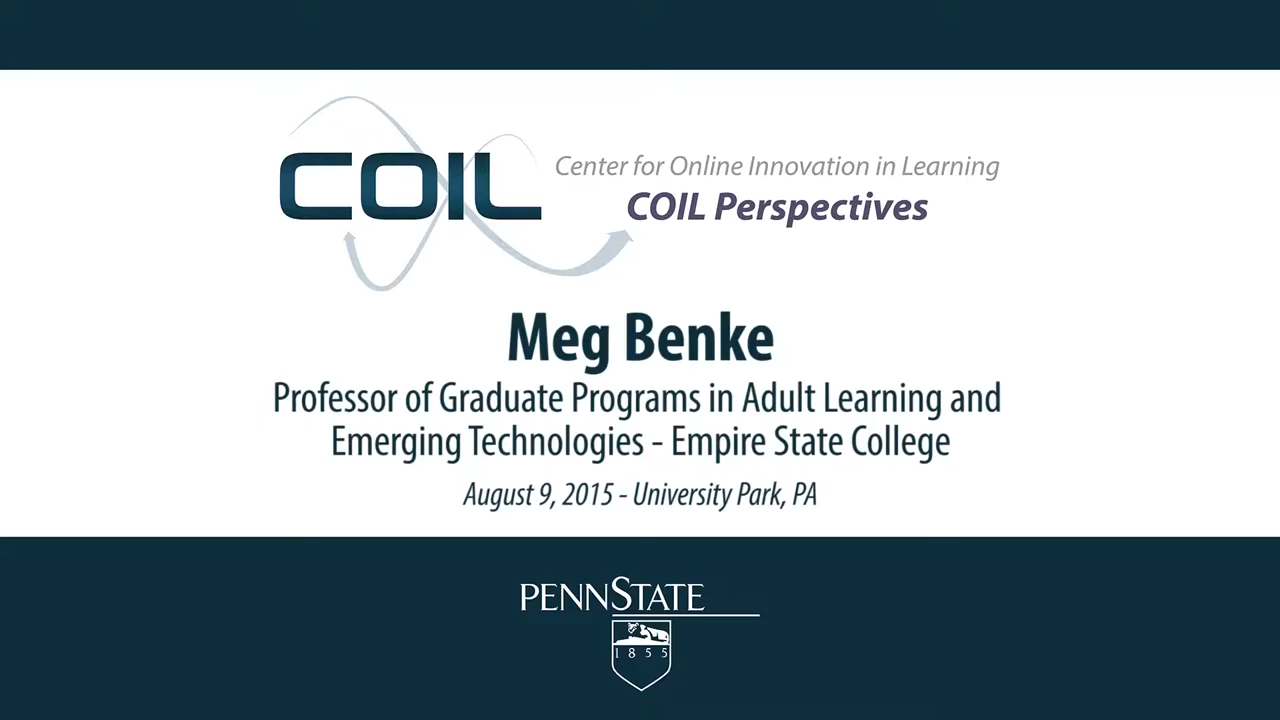 COIL
Center for Online Innovation in Learning
COIL Perspectives
Meg Benke
Professor of Graduate Programs in Adult Learning and
Emerging Technologies - Empire State College
August 9, 2015 - University Park, PA
PENNSTATE
1855